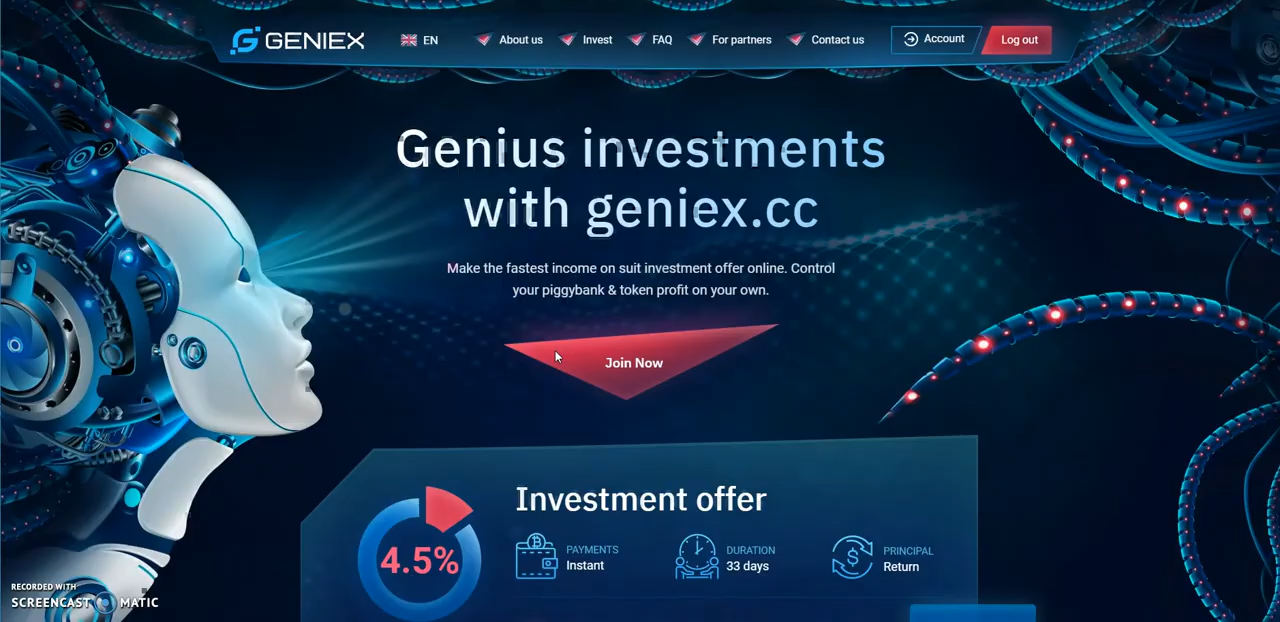 GENIEX
EN
About us
Invest
FAQ
For partners
Contact us
Account
Log out
Genius investments
with geniex.cc
Make the fastest income on suit investment offer online. Control
your piggybank & token profit on your own.
Join Now
Investment offer
4.5%
PAYMENTS
Instant
DURATION
33 days
PRINCIPAL
Return
RECORDED WITH
SCREENCAST MATIC